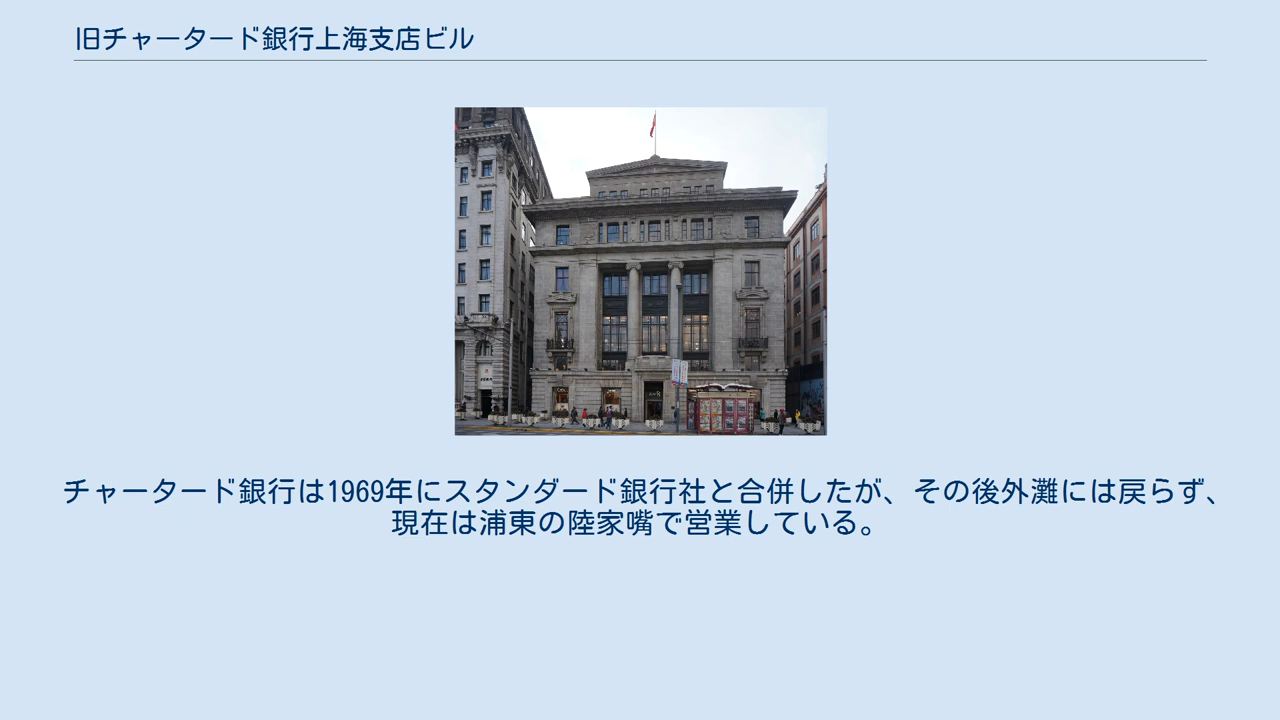 旧チャータード銀行上海支店ビル
チャータード銀行は1969年にスタンダード銀行社と合併したが、その後外灘には戻らず、
現在は浦東の陸家嘴で営業している。